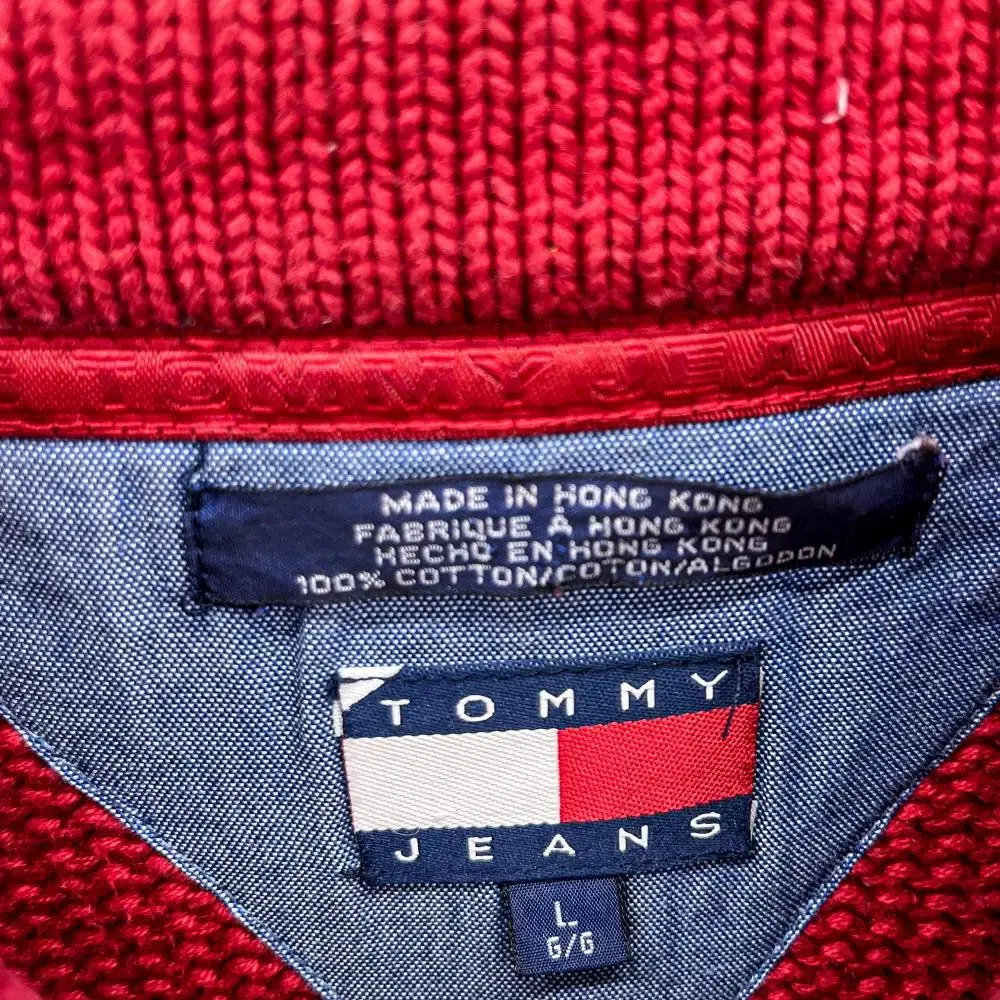 TOMMY JEANS
MADE IN HONG KONG
FABRIQUE À HONG KONG
HECHO EN HONG KONG
100% COTTON/COTON/ALGODON
TOMMY
JEANS
L
G/G